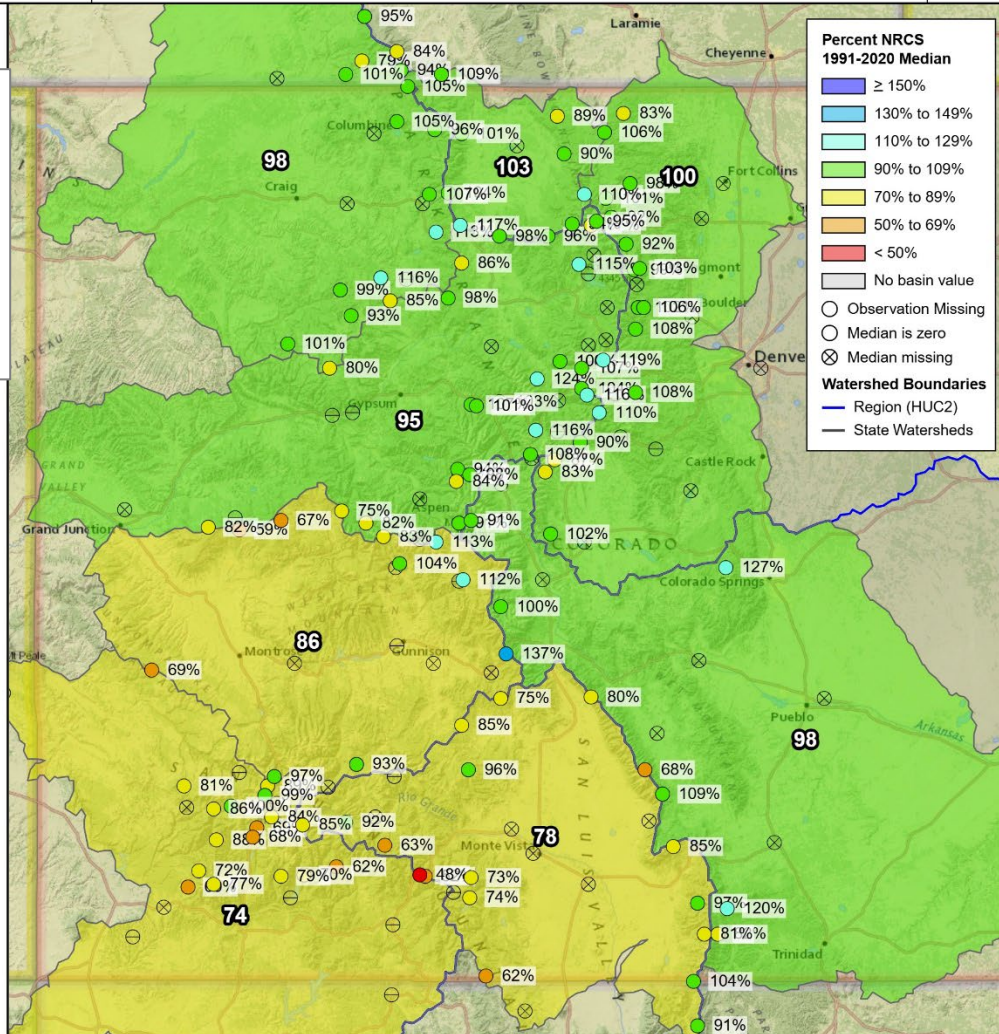 Percent NRCS
1991-2020 Median
≥ 150%
130% to 149%
110% to 129%
90% to 109%
70% to 89%
50% to 69%
< 50%
No basin value
Observation Missing
Median is zero
Median missing
Watershed Boundaries
Region (HUC2)
State Watersheds
95%
Laramie
84%
79%
Cheyenne
101%
94%
109%
105%
89%
83%
Columbine
105%
96%
106%
98
103
90%
100
Fort Collins
Craig
107%
110%
98%
117%
98%
96%
95%
92%
86%
115%
103%
116%
99%
85%
98%
Boulder
106%
93%
108%
101%
119%
80%
107%
124%
Gypsum
101%
116%
108%
95
110%
116%
90%
108%
GRAND
VALLEY
94%
83%
84%
Castle Rock
Aspen
75%
Grand Junction
82%
67%
82%
91%
102%
83%
113%
COLORADO
104%
127%
112%
Colorado Springs
100%
86
Gunnison
137%
69%
75%
80%
Pueblo
85%
98
Arkansas
93%
96%
68%
97%
81%
99%
109%
Rio Grande
SAN LUIS VALLEY
86%
84%
85%
92%
78
68%
63%
Monte Vista
85%
72%
62%
77%
79%
48%
73%
74%
97%
120%
74
81%
Trinidad
62%
104%
91%